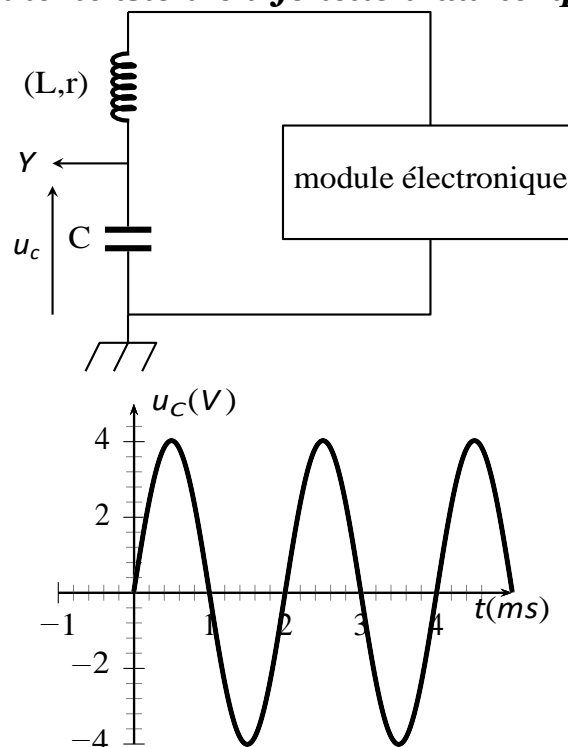 (L,r)
Y
module électronique
u_c
C
u_C(V)
4
2
−1
1
2
3
4
t(ms)
−2
−4